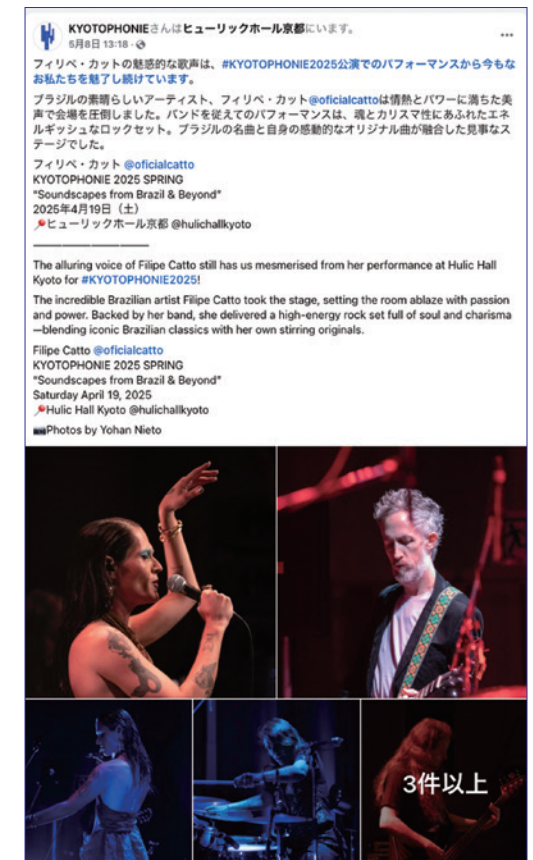 KYOTOPHONIEさんはヒューリックホール京都にいます。
5月8日 13:18 ·
フィリペ・カットの魅惑的な歌声は、#KYOTOPHONIE2025公演でのパフォーマンスから今もな
お私たちを魅了し続けています。
ブラジルの素晴らしいアーティスト、フィリペ・カット@oficialcattoは情熱とパワーに満ちた美
声で会場を圧倒しました。バンドを従えてのパフォーマンスは、魂とカリスマ性にあふれたエネ
ルギッシュなロックセット。ブラジルの名曲と自身の感動的なオリジナル曲が融合した見事なス
テージでした。
フィリペ・カット @oficialcatto
KYOTOPHONIE 2025 SPRING
"Soundscapes from Brazil & Beyond"
2025年4月19日（土）
📍ヒューリックホール京都 @hulichallkyoto
The alluring voice of Filipe Catto still has us mesmerised from her performance at Hulic Hall
Kyoto for #KYOTOPHONIE2025!
The incredible Brazilian artist Filipe Catto took the stage, setting the room ablaze with passion
and power. Backed by her band, she delivered a high-energy rock set full of soul and charisma
—blending iconic Brazilian classics with her own stirring originals.
Filipe Catto @oficialcatto
KYOTOPHONIE 2025 SPRING
"Soundscapes from Brazil & Beyond"
Saturday April 19, 2025
📍Hulic Hall Kyoto @hulichallkyoto
📷Photos by Yohan Nieto
3件以上